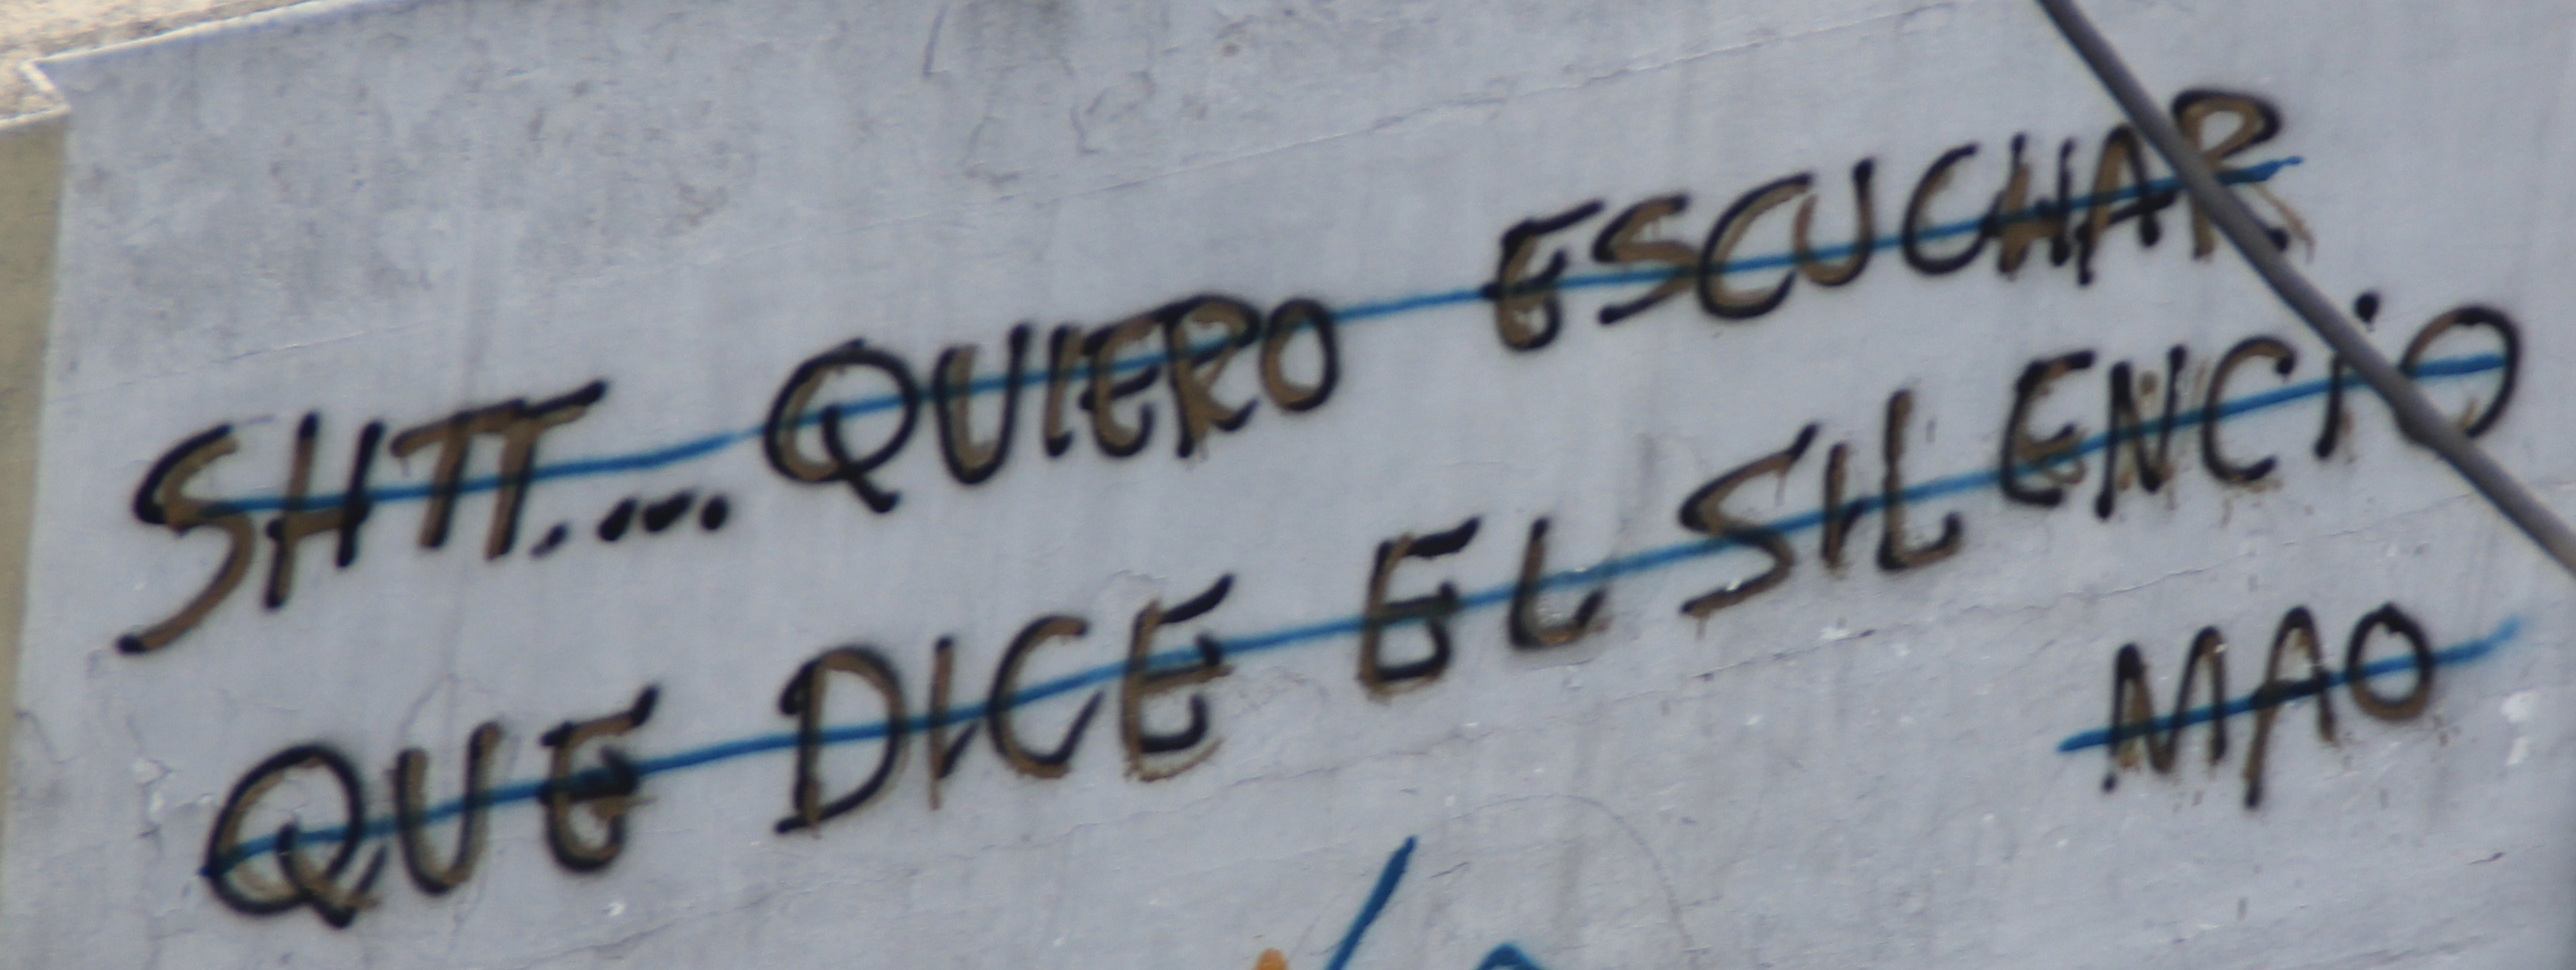 SHTT.... QUIERO ESCUCHAR
QUE DICE EL SILENCiO
MAO